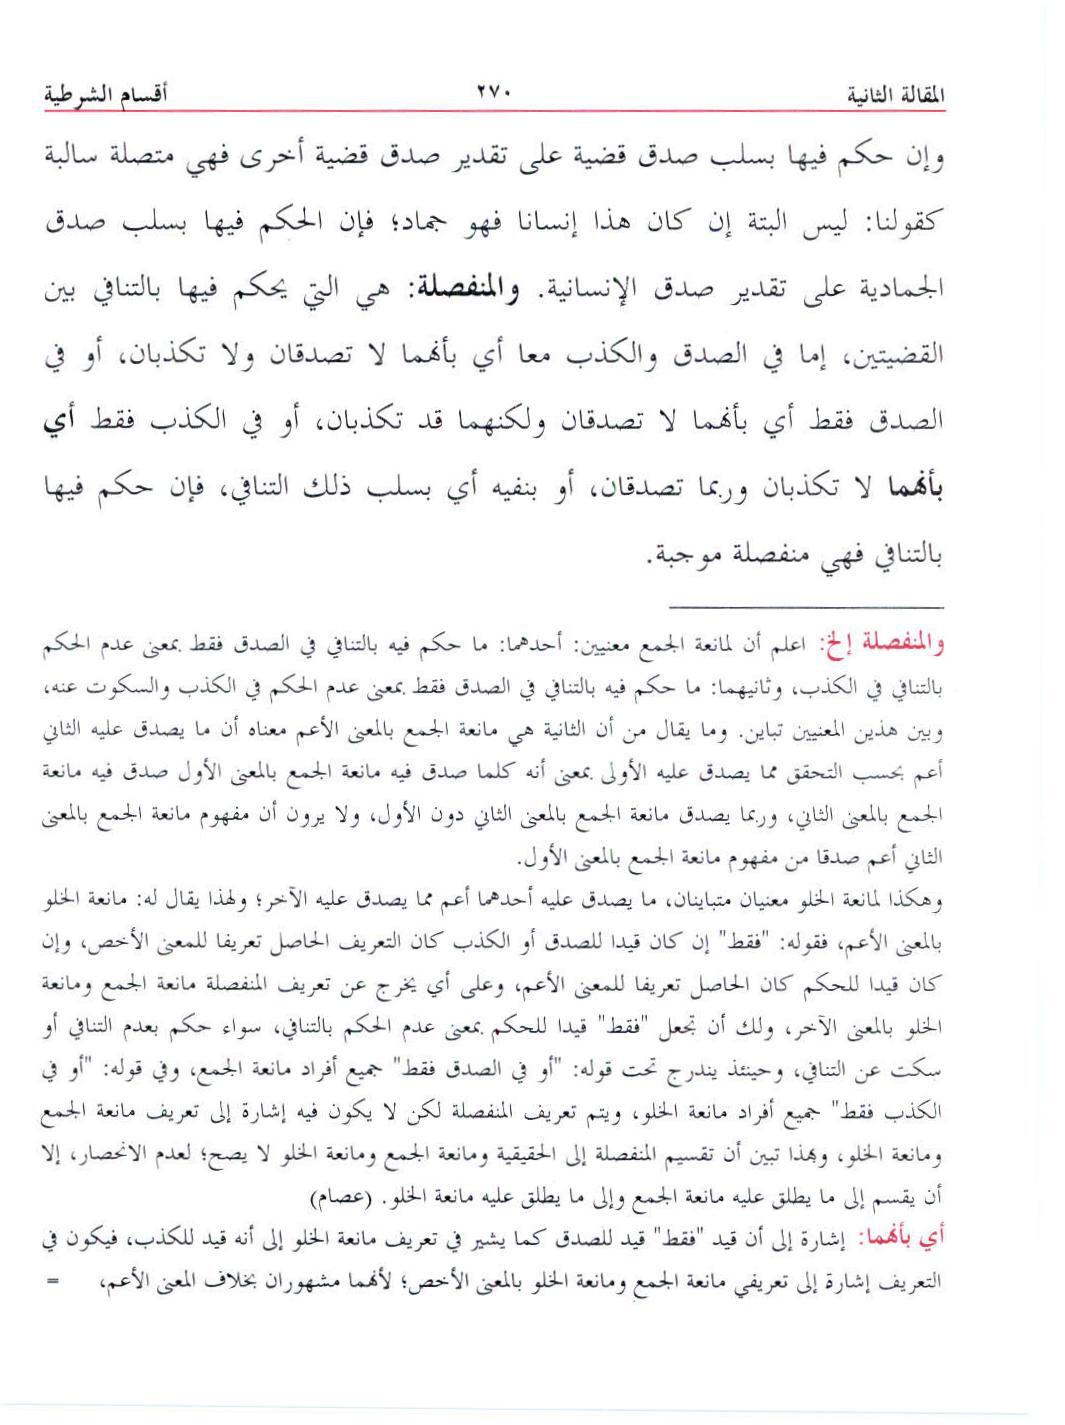 المقالة الثانية ٢٧٠ أقسام الشرطية
وإن حكم فيها بسلب صدق قضية على تقدير صدق قضية أخرى فهي متصلة سالبة
كقولنا: ليس البتة إن كان هذا إنسانا فهو جماد؛ فإن الحكم فيها بسلب صدق
الجمادية على تقدير صدق الإنسانية. والمنفصلة: هي التي يحكم فيها بالتنافي بين
القضيتين، إما في الصدق والكذب معا أي بأنهما لا تصدقان ولا تكذبان، أو في
الصدق فقط أي بأنهما لا تصدقان ولكنهما قد تكذبان، أو في الكذب فقط أي
بأنهما لا تكذبان وربما تصدقان، أو بنفيه أي بسلب ذلك التنافي، فإن حكم فيها
بالتنافي فهي منفصلة موجبة.
والمنفصلة إلخ: اعلم أن لمانعة الجمع معنيين: أحدهما: ما حكم فيه بالتنافي في الصدق فقط بمعنى عدم الحكم
بالتنافي في الكذب، وثانيهما: ما حكم فيه بالتنافي في الصدق فقط بمعنى عدم الحكم في الكذب والسكوت عنه،
وبين هذين المعنيين تباين. وما يقال من أن الثانية هي مانعة الجمع بالمعنى الأعم معناه أن ما يصدق عليه الثاني
أعم بحسب التحقق مما يصدق عليه الأولى بمعنى أنه كلما صدق فيه مانعة الجمع بالمعنى الأول صدق فيه مانعة
الجمع بالمعنى الثاني، وربما يصدق مانعة الجمع بالمعنى الثاني دون الأول، ولا يرون أن مفهوم مانعة الجمع بالمعنى
الثاني أعم صدقا من مفهوم مانعة الجمع بالمعنى الأول.
وهكذا لمانعة الخلو معنيان متباينان، ما يصدق عليه أحدهما أعم مما يصدق عليه الآخر؛ ولهذا يقال له: مانعة الخلو
بالمعنى الأعم، فقوله: "فقط" إن كان قيدا للصدق أو الكذب كان التعريف الحاصل تعريفا للمعنى الأخص، وإن
كان قيدا للحكم كان الحاصل تعريفا للمعنى الأعم، وعلى أي يخرج عن تعريف المنفصلة مانعة الجمع ومانعة
الخلو بالمعنى الآخر، ولك أن تجعل "فقط" قيدا للحكم بمعنى عدم الحكم بالتنافي، سواء حكم بعدم التنافي أو
سكت عن التنافي، وحينئذ يندرج تحت قوله: "أو في الصدق فقط" جميع أفراد مانعة الجمع، وفي قوله: "أو في
الكذب فقط" جميع أفراد مانعة الخلو، ويتم تعريف المنفصلة لكن لا يكون فيه إشارة إلى تعريف مانعة الجمع
ومانعة الخلو، وبهذا تبين أن تقسيم المنفصلة إلى الحقيقية ومانعة الجمع ومانعة الخلو لا يصح؛ لعدم الانحصار، إلا
أن يقسم إلى ما يطلق عليه مانعة الجمع وإلى ما يطلق عليه مانعة الخلو. (عصام)
أي بأنهما: إشارة إلى أن قيد "فقط" قيد للصدق كما يشير في تعريف مانعة الخلو إلى أنه قيد للكذب، فيكون في
التعريف إشارة إلى تعريفي مانعة الجمع ومانعة الخلو بالمعنى الأخص؛ لأنهما مشهوران بخلاف المعنى الأعم، =